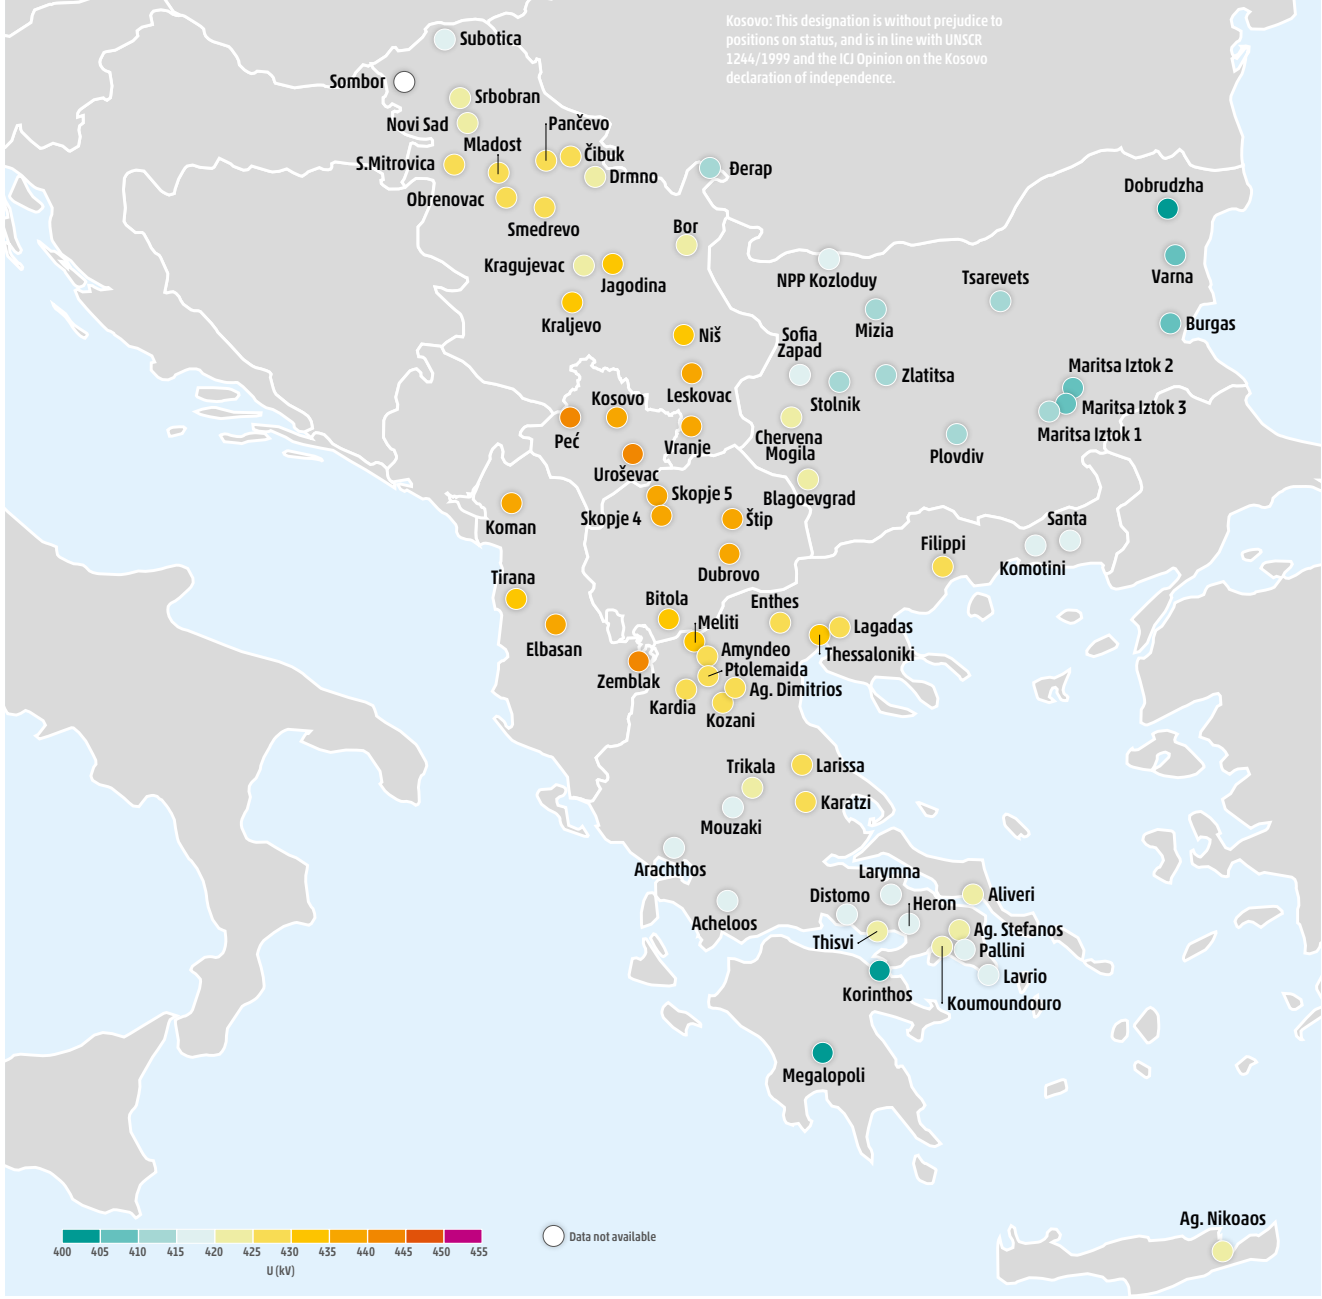 Kosovo: This designation is without prejudice to
positions on status, and is in line with UNSCR
1244/1999 and the ICJ Opinion on the Kosovo
declaration of independence.
Subotica
Sombor
Srbobran
Novi Sad
Pančevo
Mladost
S.Mitrovica
Čibuk
Drmno
Đerap
Obrenovac
Smedrevo
Dobrudzha
Bor
Kragujevac
Jagodina
NPP Kozloduy
Tsarevets
Varna
Kraljevo
Mizia
Burgas
Niš
Sofia
Zapad
Maritsa Iztok 2
Zlatitsa
Leskovac
Stolnik
Kosovo
Maritsa Iztok 3
Maritsa Iztok 1
Peć
Vranje
Chervena
Mogila
Plovdiv
Uroševac
Skopje 5
Blagoevgrad
Koman
Skopje 4
Štip
Santa
Filippi
Komotini
Dubrovo
Tirana
Bitola
Enthes
Meliti
Lagadas
Elbasan
Amyndeo
Thessaloniki
Ptolemaida
Zemblak
Ag. Dimitrios
Kardia
Kozani
Trikala
Larissa
Karatzi
Mouzaki
Arachthos
Larymna
Distomo
Heron
Aliveri
Acheloos
Thisvi
Ag. Stefanos
Pallini
Lavrio
Korinthos
Koumoundouro
Megalopoli
Ag. Nikoaos
Data not available
400 405 410 415 420 425 430 435 440 445 450 455
U (kV)